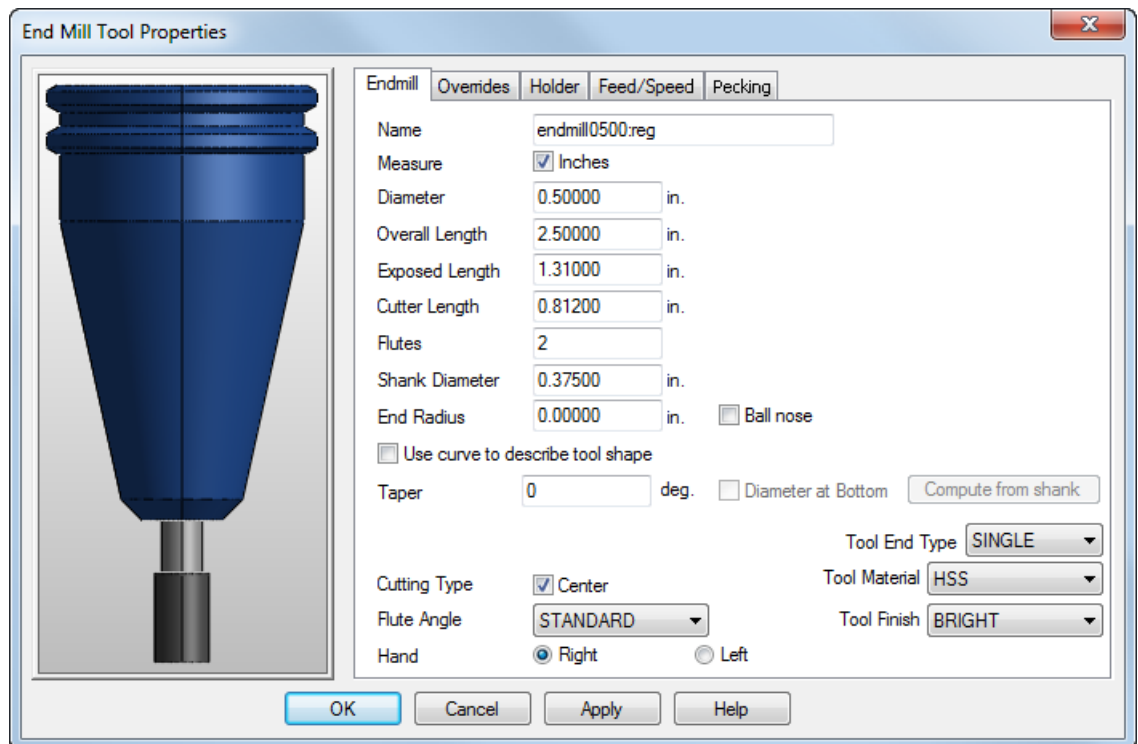 End Mill Tool Properties
Endmill Overrides Holder Feed/Speed Pecking
Name endmill0500:reg
Measure Inches
Diameter 0.50000 in.
Overall Length 2.50000 in.
Exposed Length 1.31000 in.
Cutter Length 0.81200 in.
Flutes 2
Shank Diameter 0.37500 in.
End Radius 0.00000 in. Ball nose
Use curve to describe tool shape
Taper 0 deg. Diameter at Bottom Compute from shank
Tool End Type SINGLE
Cutting Type Center Tool Material HSS
Flute Angle STANDARD Tool Finish BRIGHT
Hand Right Left
OK Cancel Apply Help